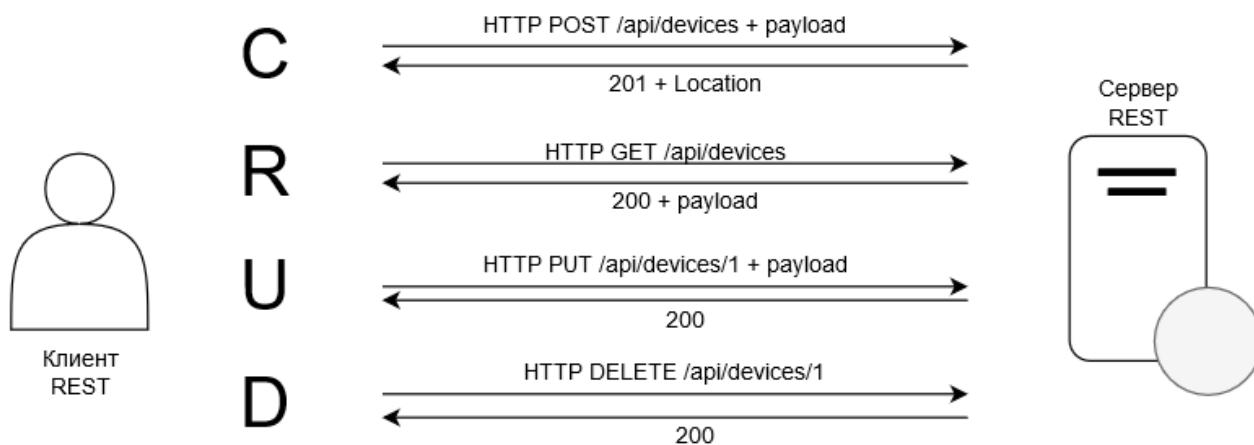 C
HTTP POST /api/devices + payload
201 + Location
Сервер
REST
R
HTTP GET /api/devices
200 + payload
U
HTTP PUT /api/devices/1 + payload
200
Клиент
REST
D
HTTP DELETE /api/devices/1
200